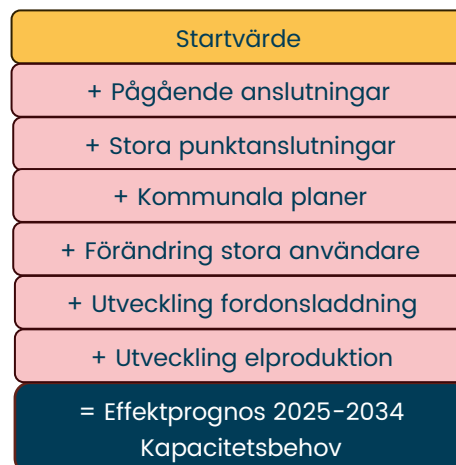 Startvärde
+ Pågående anslutningar
+ Stora punktanslutningar
+ Kommunala planer
+ Förändring stora användare
+ Utveckling fordonsladdning
+ Utveckling elproduktion
= Effektprognos 2025-2034
Kapacitetsbehov